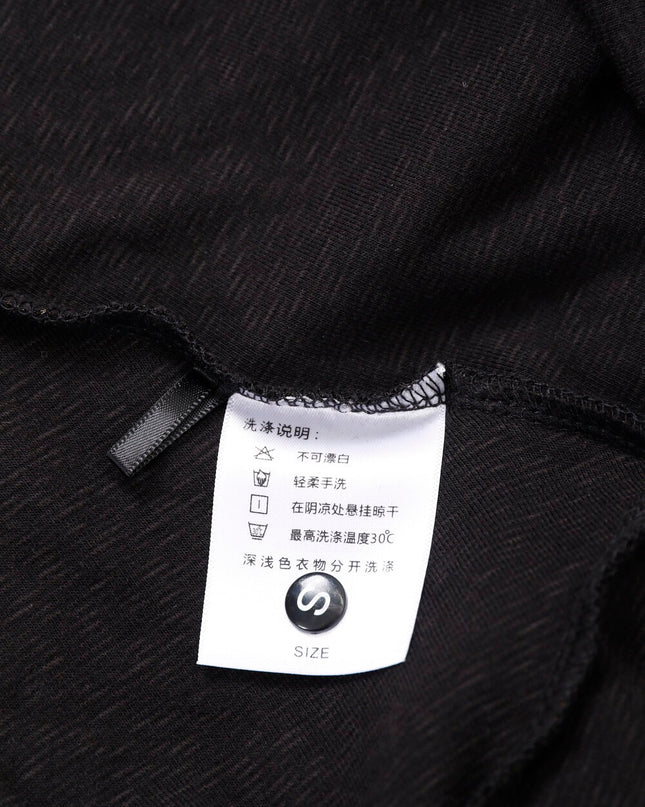 洗涤说明：
不可漂白
轻柔手洗
在阴凉处悬挂晾干
最高洗涤温度30℃
深浅色衣物分开洗涤
S
SIZE